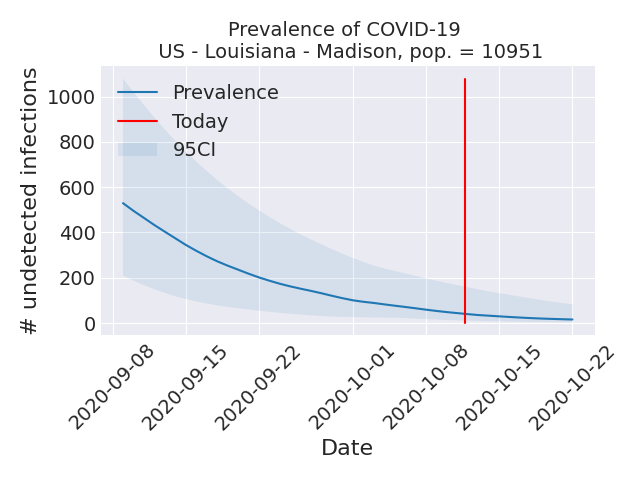 Prevalence of COVID-19
US - Louisiana - Madison, pop. = 10951
# undetected infections
1000
800
600
400
200
0
Prevalence
Today
95CI
2020-09-08
2020-09-15
2020-09-22
2020-10-01
2020-10-08
2020-10-15
2020-10-22
Date